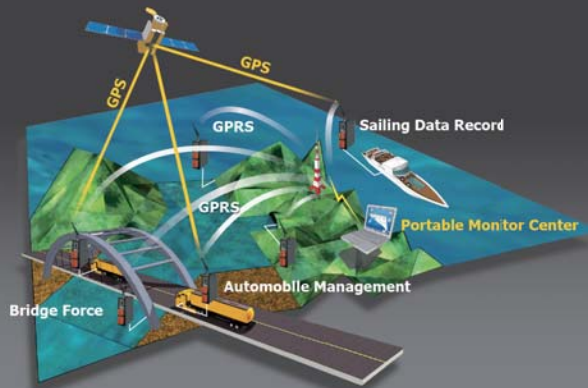 GPS
GPS
GPRS
Sailing Data Record
GPRS
Portable Monitor Center
Automobile Management
Bridge Force